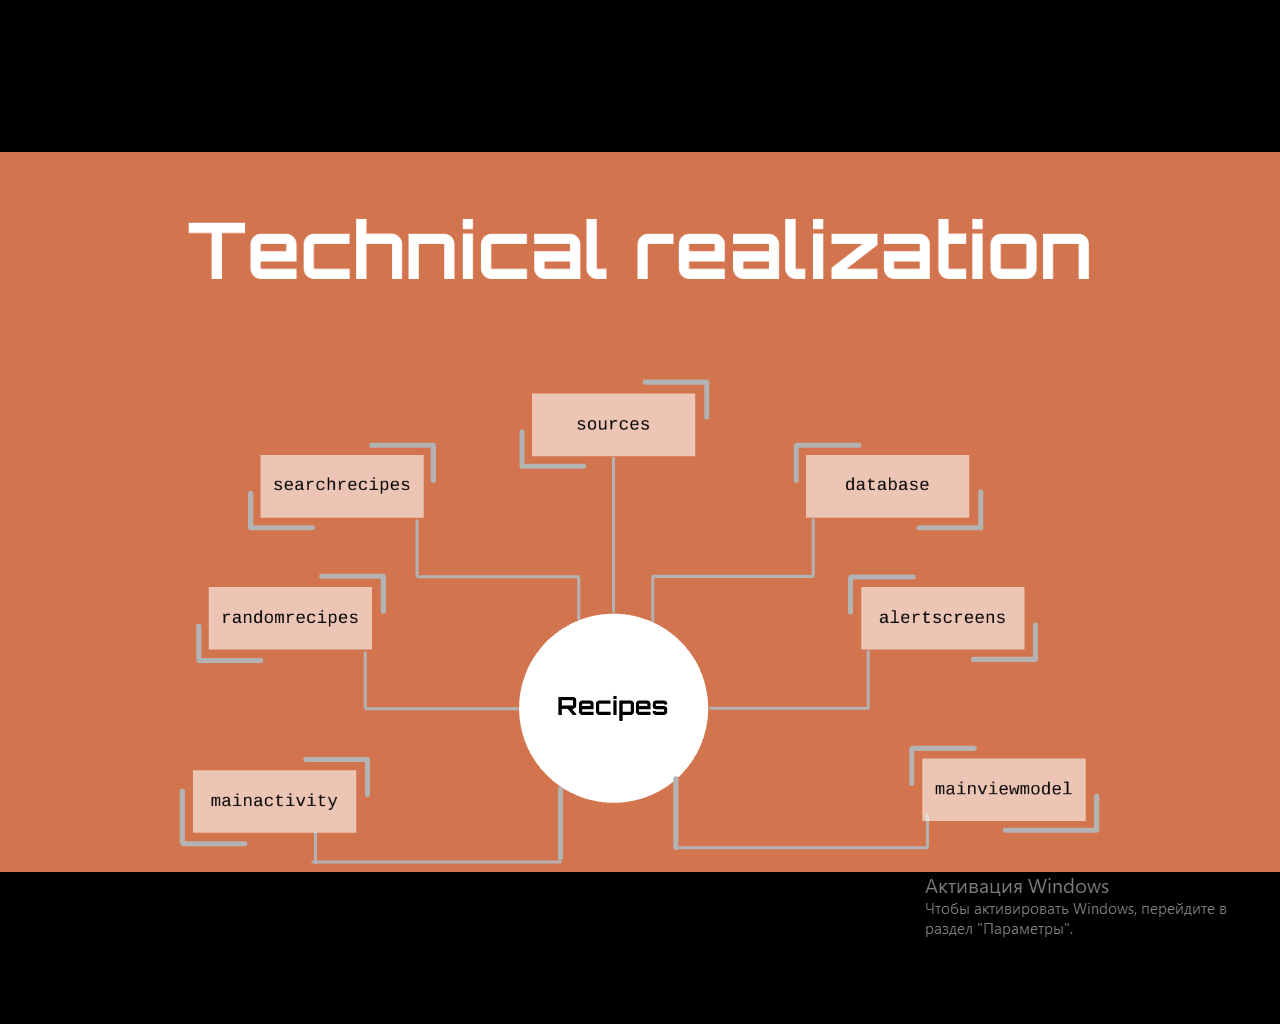 Technical realization
sources
searchrecipes
database
randomrecipes
alertscreens
Recipes
mainactivity
mainviewmodel
Активация Windows
Чтобы активировать Windows, перейдите в
раздел "Параметры".